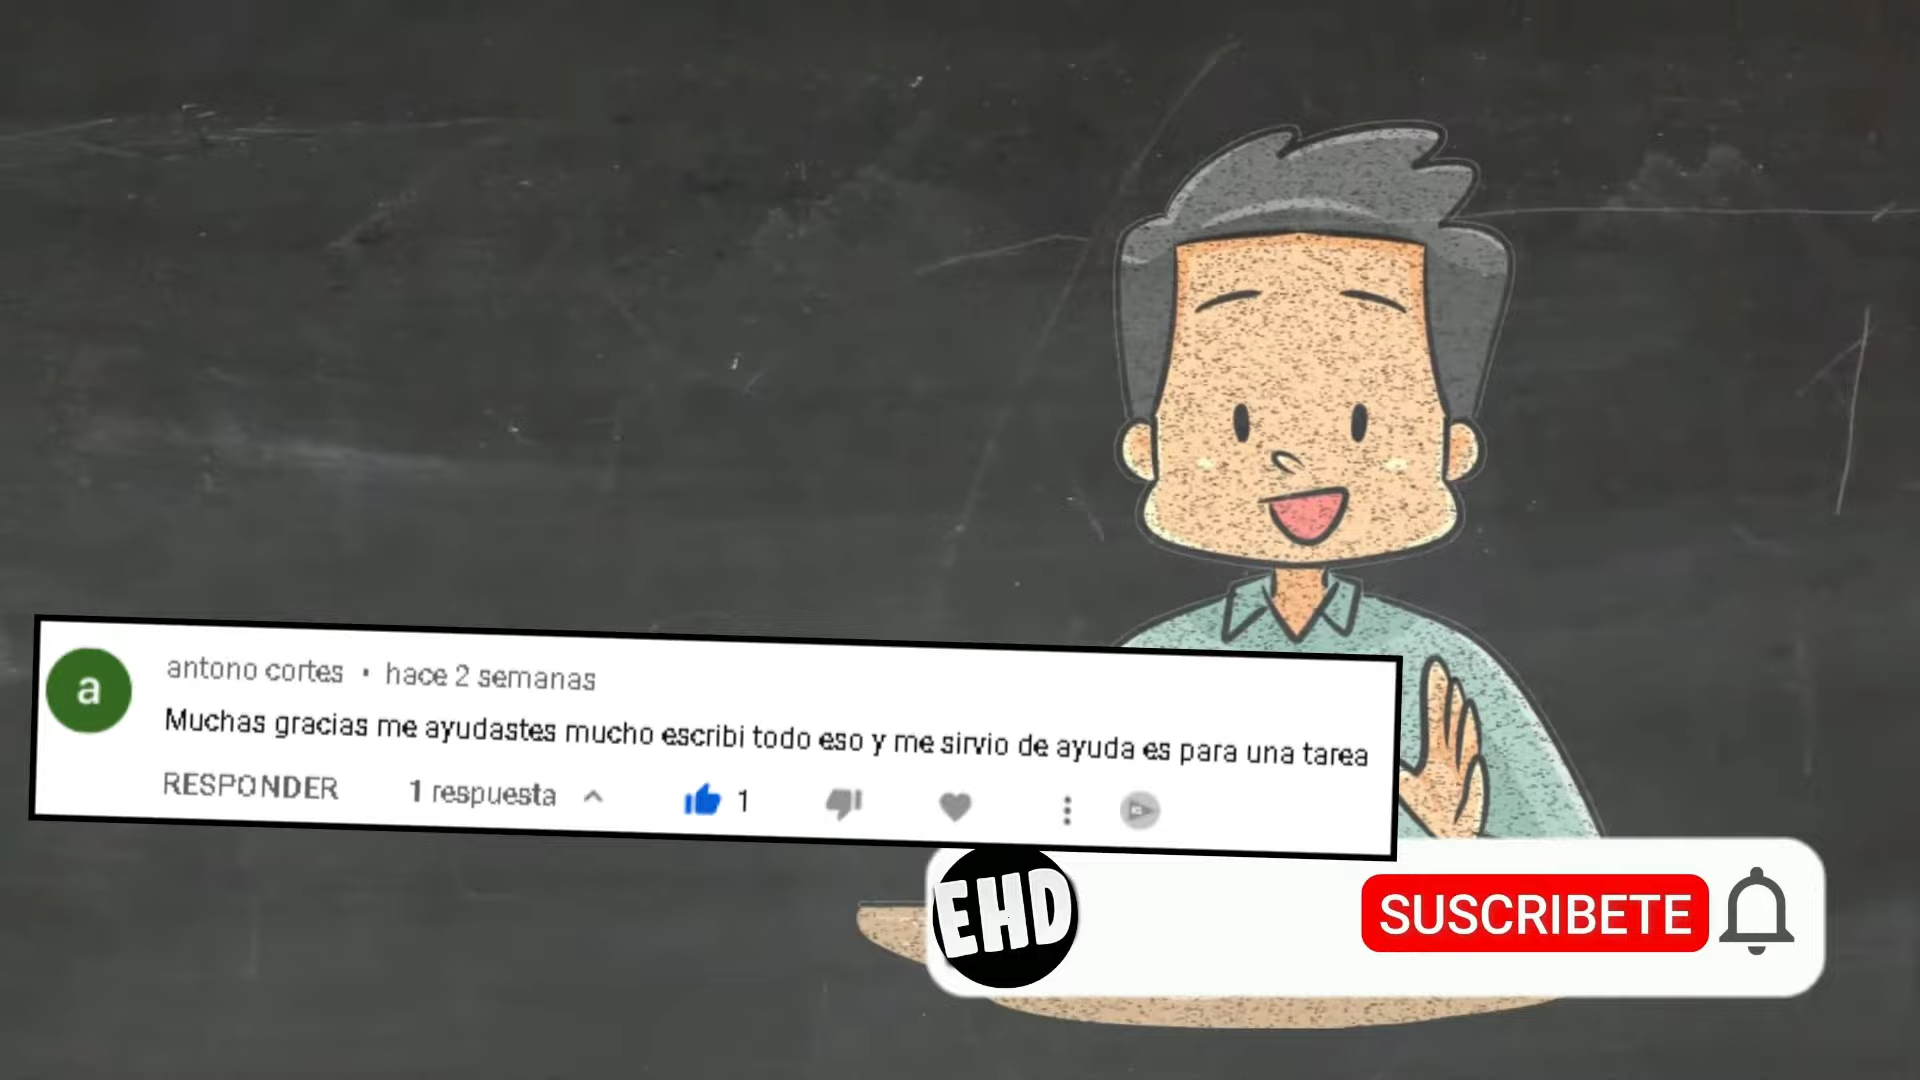 a
antono cortes • hace 2 semanas
Muchas gracias me ayudastes mucho escribi todo eso y me sirvio de ayuda es para una tarea
RESPONDER 1 respuesta 1
EHD
SUSCRIBETE